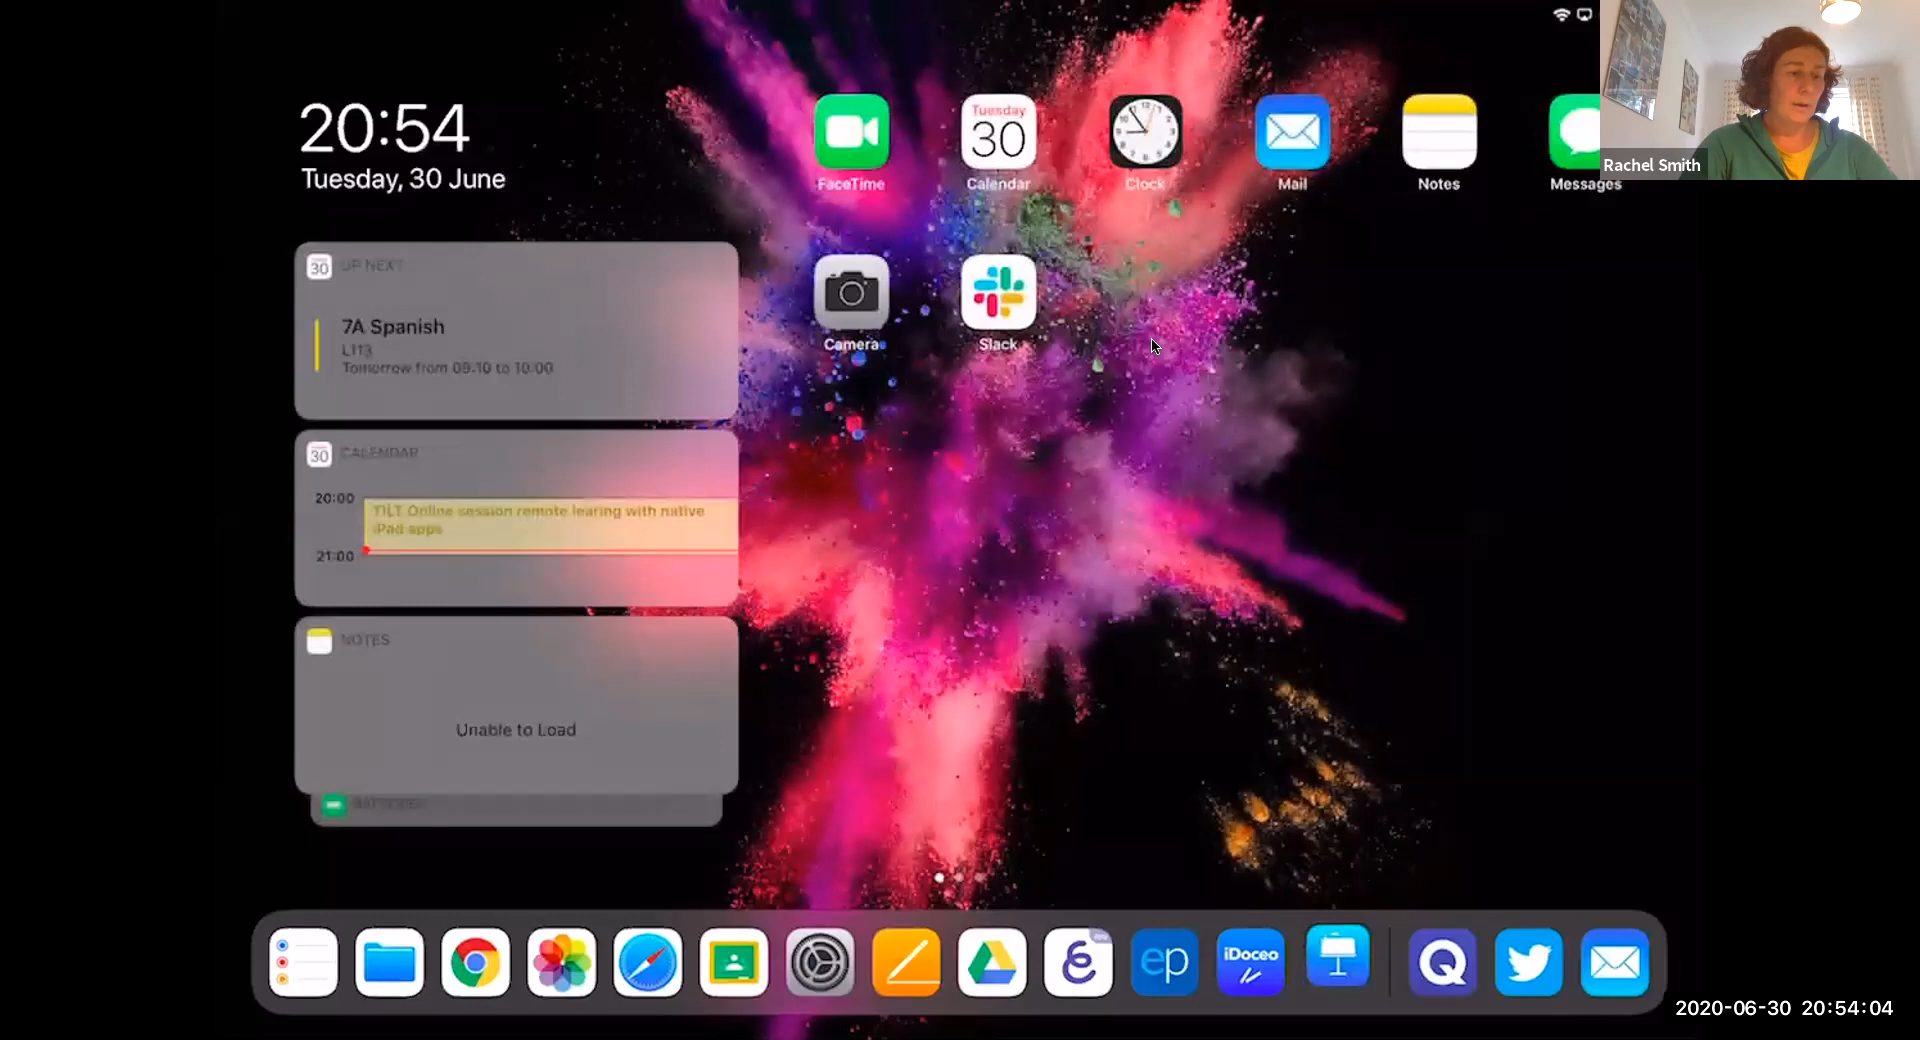 20:54
Tuesday, 30 June
FaceTime
Tuesday
30
Calendar
Clock
Mail
Notes
Messages
Rachel Smith
30 UP NEXT
7A Spanish
L113
Tomorrow from 09:10 to 10:00
Camera
Slack
30 CALENDAR
20:00
TILT Online session remote learing with native
iPad apps
21:00
NOTES
Unable to Load
BATTERIES
ep
iDoceo
2020-06-30 20:54:04